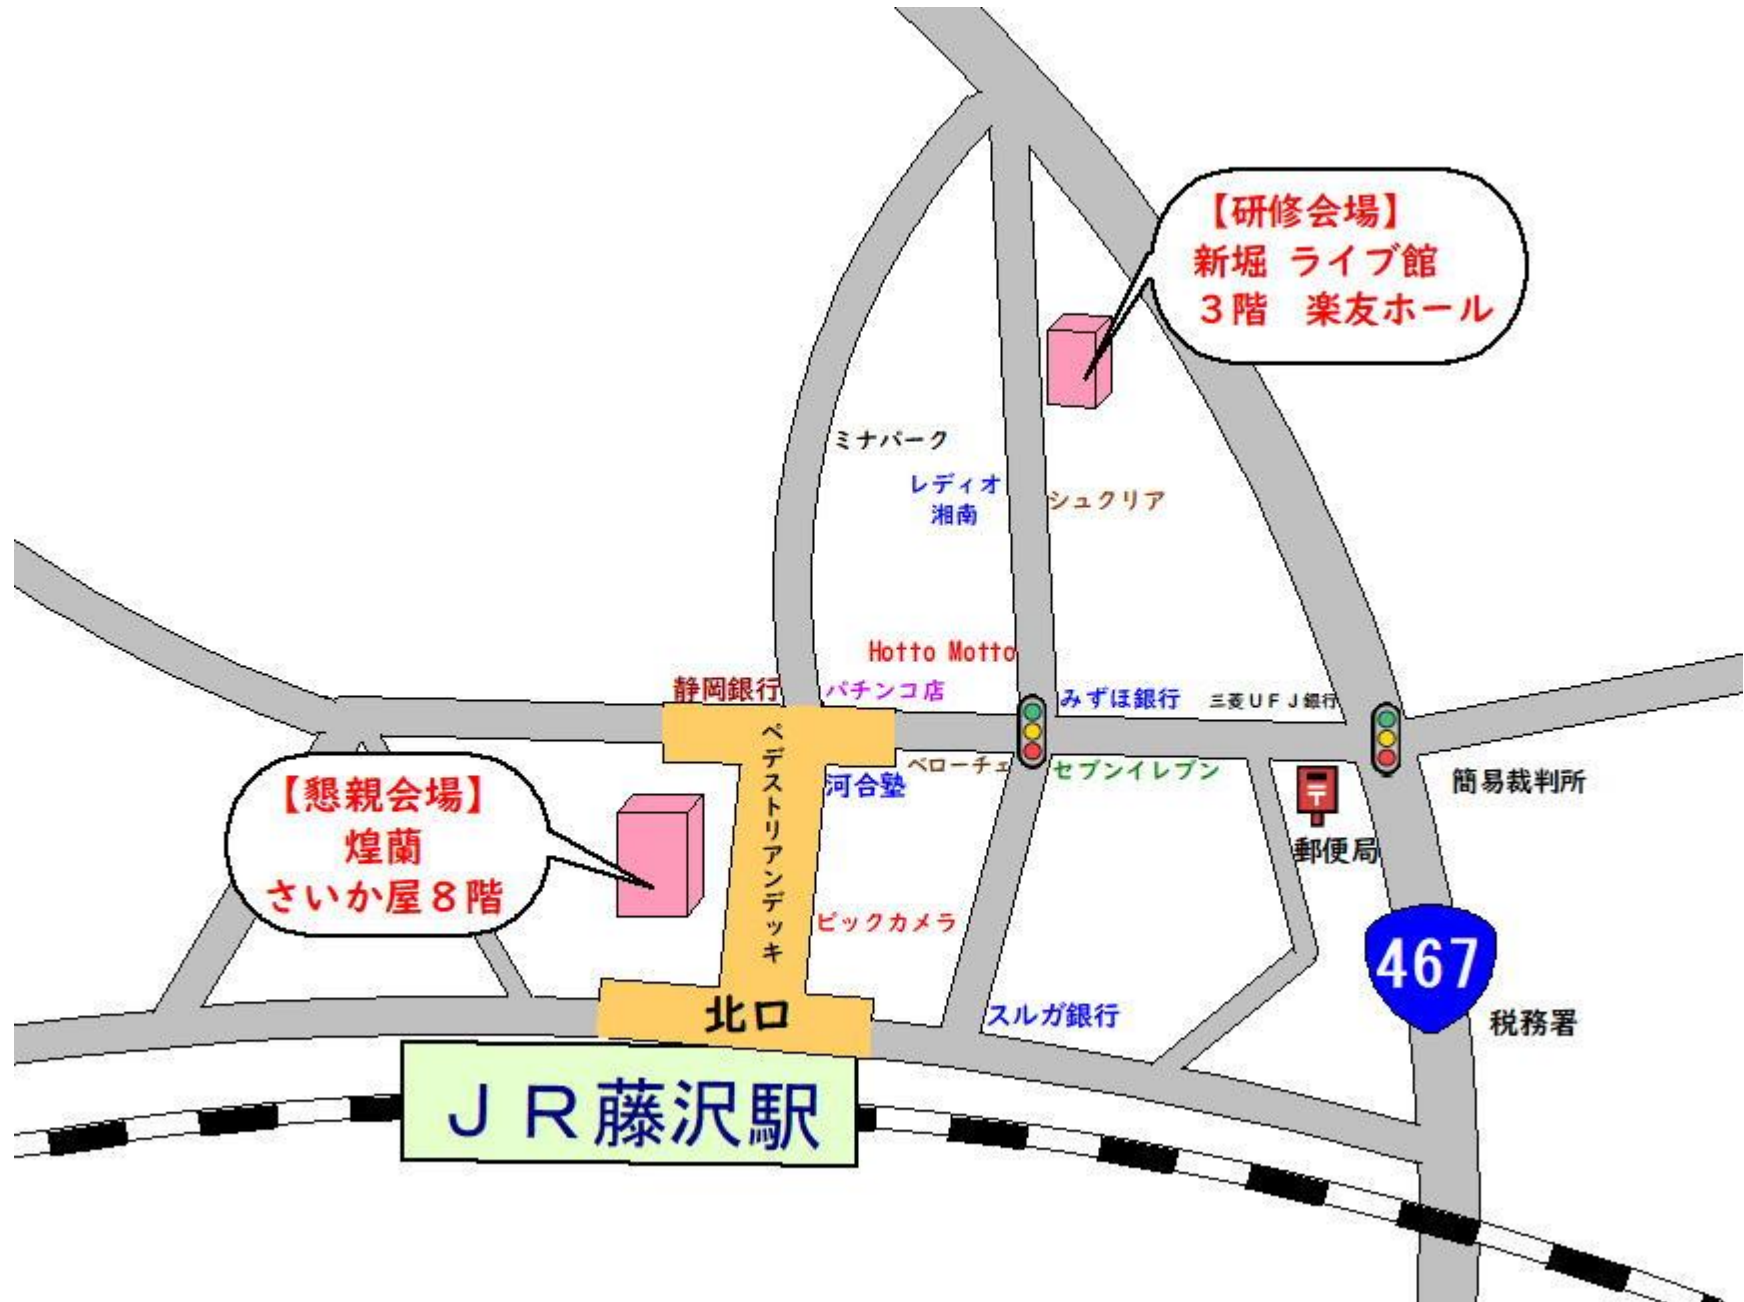 【研修会場】
新堀 ライブ館
３階　楽友ホール
ミナパーク
レディオ
湘南
シュクリア
Hotto Motto
静岡銀行
パチンコ店
みずほ銀行
三菱ＵＦＪ銀行
ペデストリアンデッキ
ベローチェ
セブンイレブン
河合塾
簡易裁判所
〒
郵便局
【懇親会場】
煌蘭
さいか屋８階
ビックカメラ
467
北口
スルガ銀行
税務署
ＪＲ藤沢駅